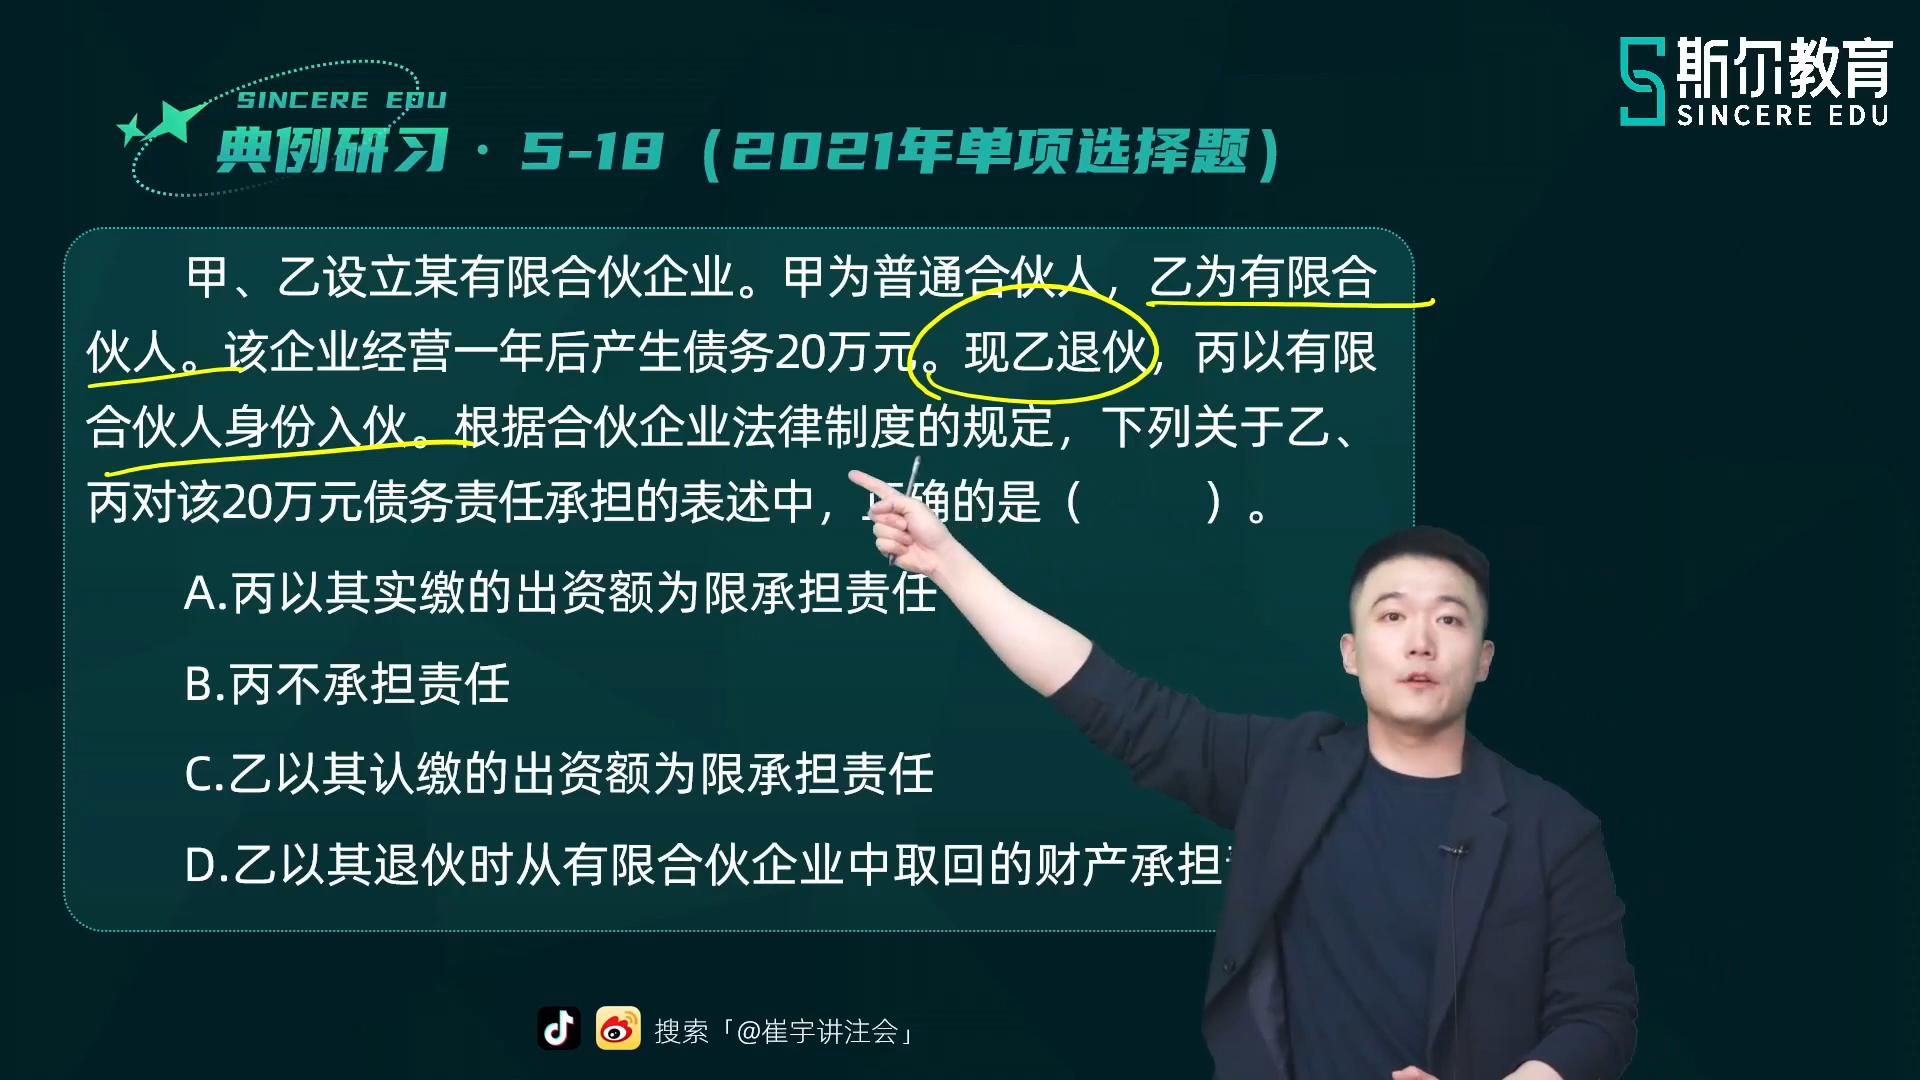 SINCERE EDU
典例研习·5-18（2021年单项选择题）
斯尔教育
SINCERE EDU
甲、乙设立某有限合伙企业。甲为普通合伙人，乙为有限合
伙人。该企业经营一年后产生债务20万元。现乙退伙，丙以有限
合伙人身份入伙。根据合伙企业法律制度的规定，下列关于乙、
丙对该20万元债务责任承担的表述中，正确的是（  ）。
A.丙以其实缴的出资额为限承担责任
B.丙不承担责任
C.乙以其认缴的出资额为限承担责任
D.乙以其退伙时从有限合伙企业中取回的财产承担
搜索「@崔宇讲注会」